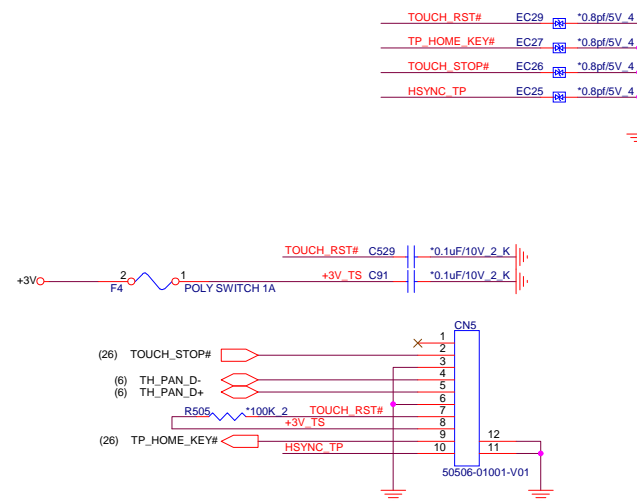 TOUCH_RST# EC29 *0.8pf/5V_4
TP_HOME_KEY# EC27 *0.8pf/5V_4
TOUCH_STOP# EC26 *0.8pf/5V_4
HSYNC_TP EC25 *0.8pf/5V_4
TOUCH_RST# C529 *0.1uF/10V_2_K
+3V 2 1 +3V_TS C91 *0.1uF/10V_2_K
F4 POLY SWITCH 1A
CN5
1
(26) TOUCH_STOP# 2
3
(6) TH_PAN_D- 4
(6) TH_PAN_D+ 5
6
R505 *100K_2 TOUCH_RST# 7
+3V_TS 8
(26) TP_HOME_KEY# 9 12
HSYNC_TP 10 11
50506-01001-V01